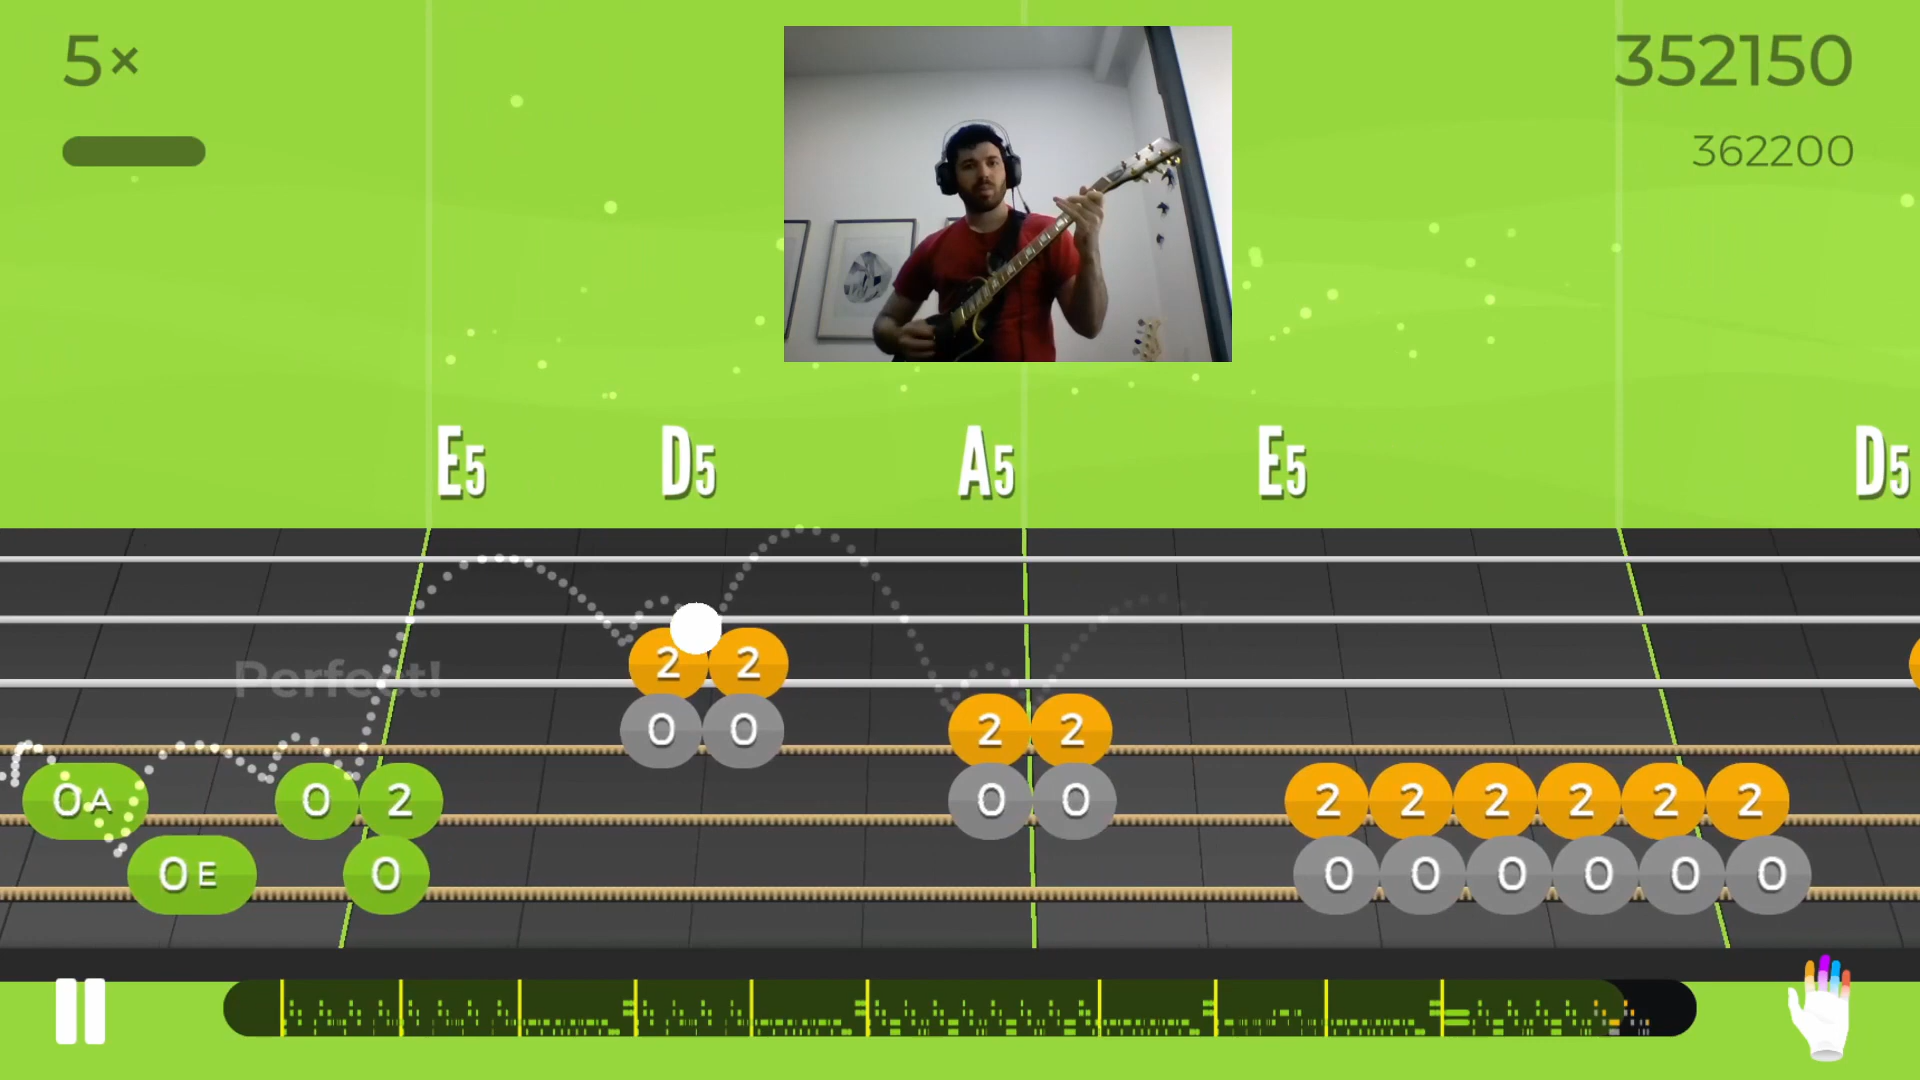 5×
352150
362200
E5 D5 A5 E5 D5
Perfect!
2 2
0 0
2 2
0 0
0 A 0 2
2 2 2 2 2 2
0 E 0
0 0 0 0 0 0